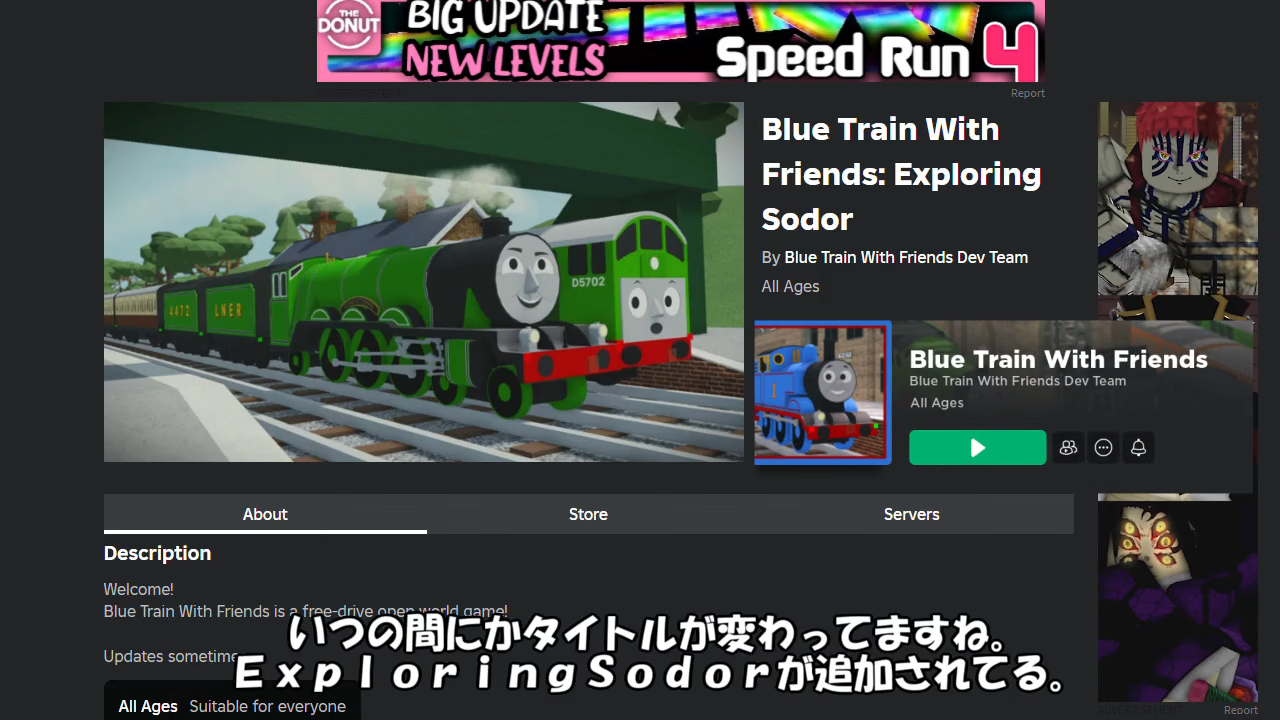 THE
DONUT
BIG UPDATE
NEW LEVELS
Speed Run 4
ADVERTISEMENT
Report
Blue Train With
Friends: Exploring
Sodor
By Blue Train With Friends Dev Team
All Ages
4472 LNER
D5702
1
Blue Train With Friends
Blue Train With Friends Dev Team
All Ages
About
Store
Servers
Description
Welcome!
Blue Train With Friends is a free-drive open world game!
Updates sometime
いつの間にかタイトルが変わってますね。
ＥｘｐｌｏｒｉｎｇＳｏｄｏｒが追加されてる。
All Ages Suitable for everyone
ADVERTISEMENT
Report